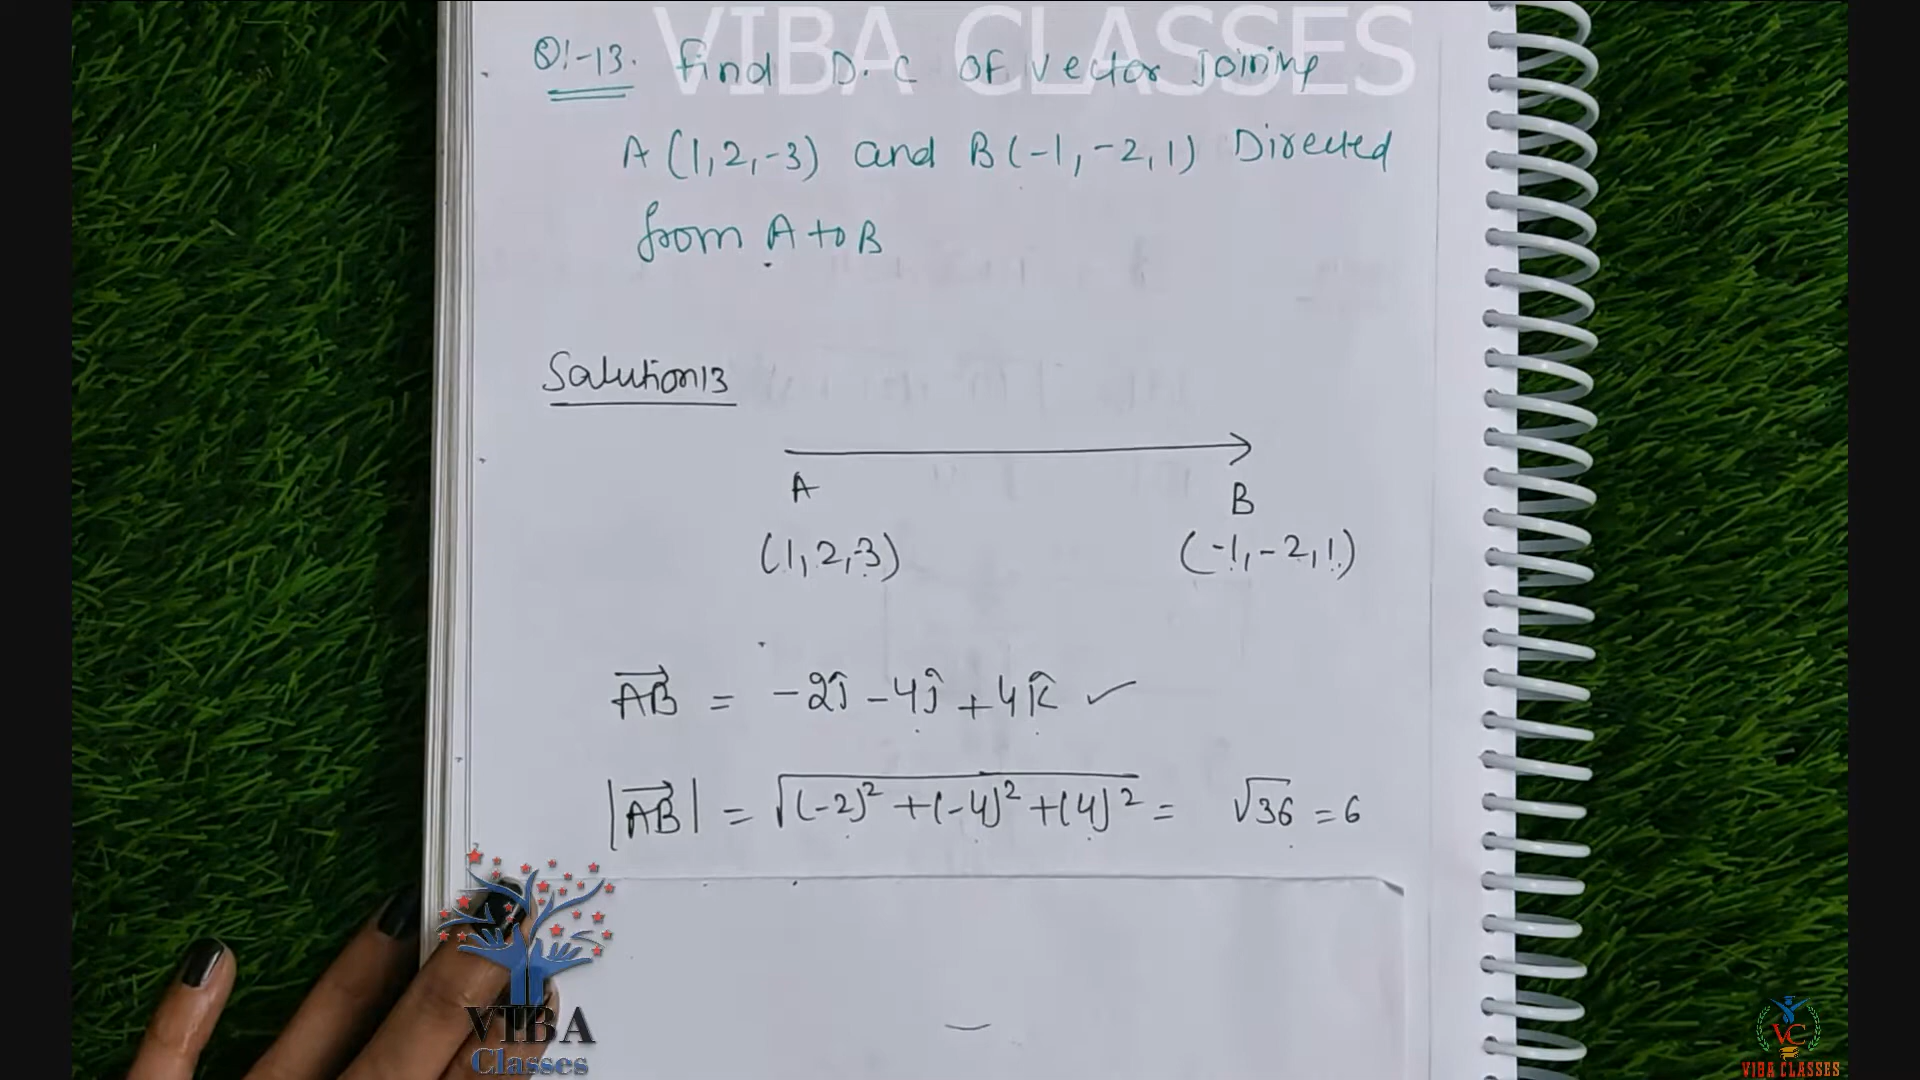 VIBA CLASSES
Q!-13. Find D.C OF vector joining
A (1,2,-3) and B (-1,-2,1) Directed
from A to B
Solution13
A B
(1,2,-3) (-1,-2,1)
AB = -2î -4ĵ +4k̂ ✓
|AB| = √(-2)² +(-4)² +(4)² = √36 = 6
VIBA
Classes
VC
VIBA CLASSES